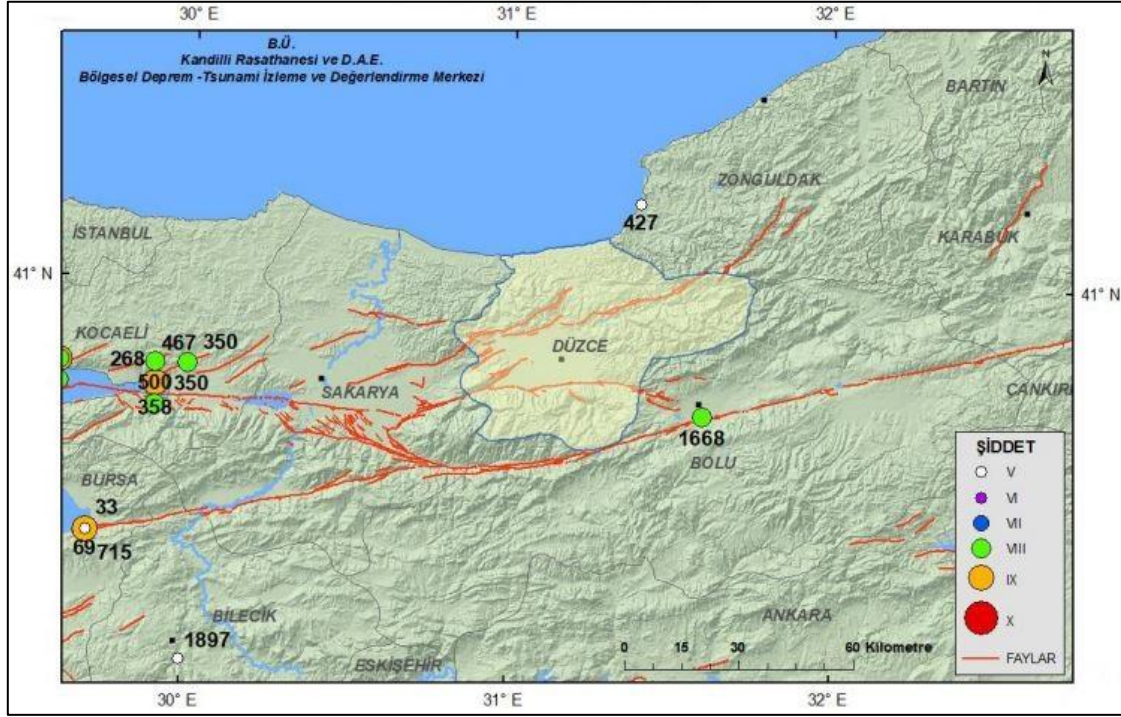 30° E 31° E 32° E
B.Ü.
Kandilli Rasathanesi ve D.A.E.
Bölgesel Deprem -Tsunami İzleme ve Değerlendirme Merkezi
N
BARTIN
ZONGULDAK
427
İSTANBUL
KARABÜK
41° N
41° N
KOCAELİ
467 350
268
DÜZCE
500 350
SAKARYA
358
ÇANKIRI
1668
BOLU
ŞİDDET
V
VI
VII
VIII
IX
X
FAYLAR
BURSA
33
69 715
BİLECİK
1897
ANKARA
ESKİŞEHİR
0 15 30 60 Kilometre
30° E 31° E 32° E